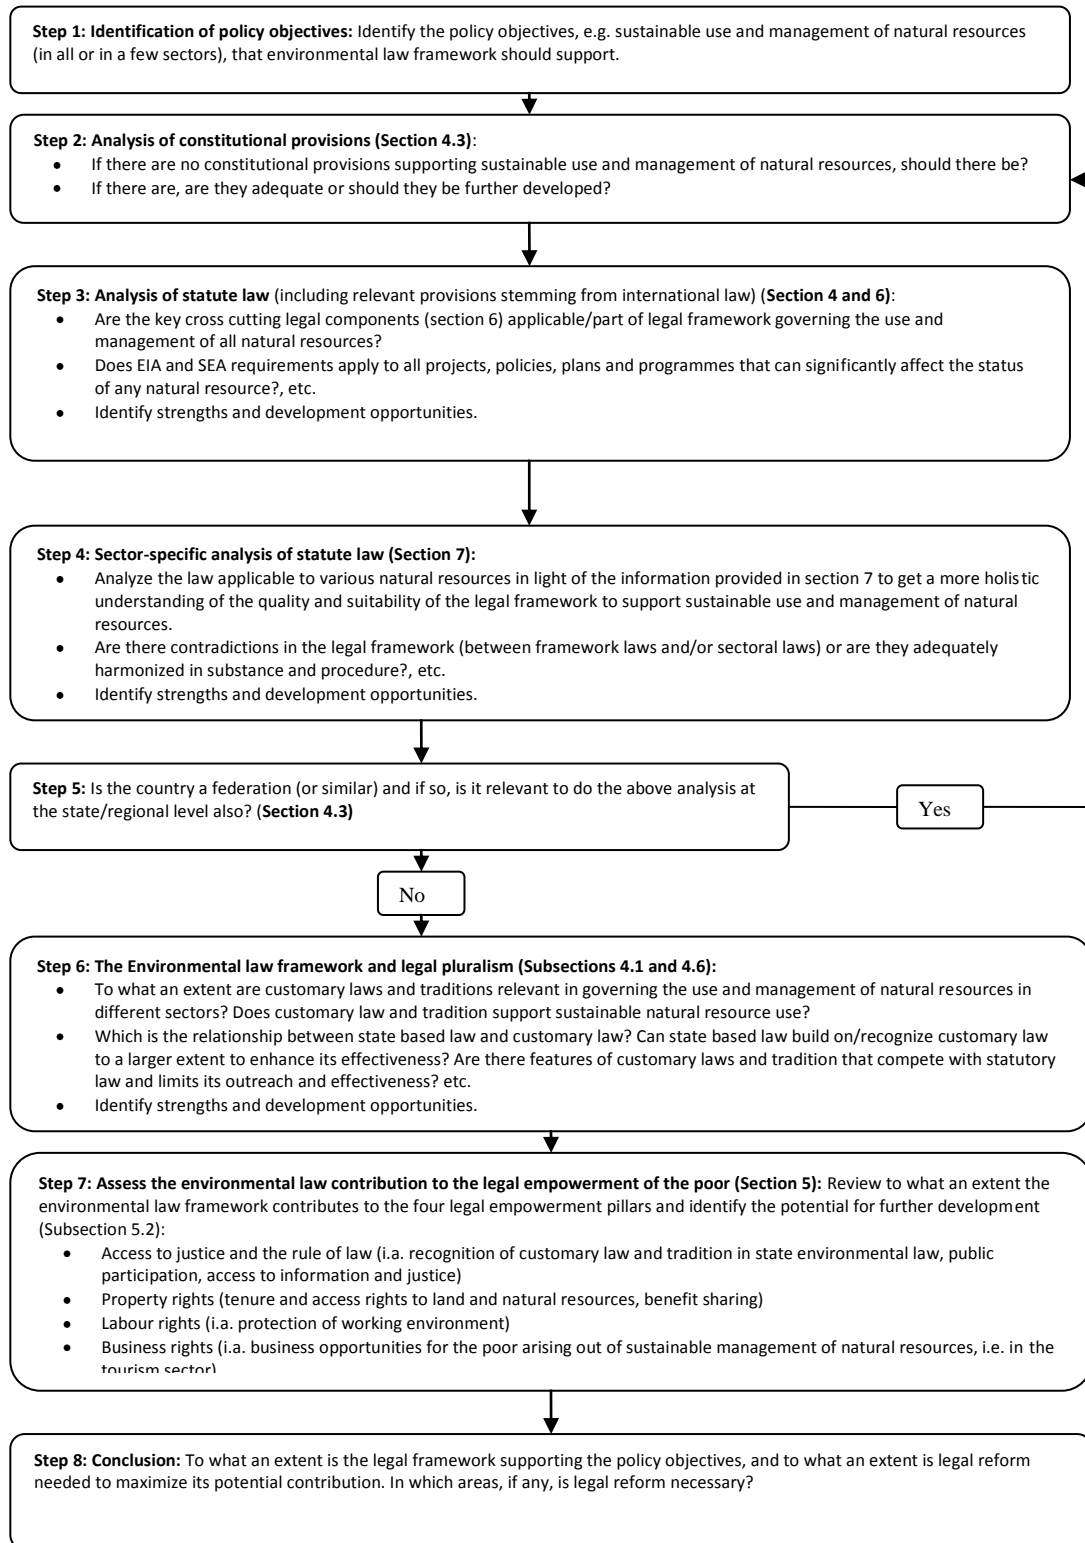 Step 1: Identification of policy objectives: Identify the policy objectives, e.g. sustainable use and management of natural resources
(in all or in a few sectors), that environmental law framework should support.
Step 2: Analysis of constitutional provisions (Section 4.3):
• If there are no constitutional provisions supporting sustainable use and management of natural resources, should there be?
• If there are, are they adequate or should they be further developed?
Step 3: Analysis of statute law (including relevant provisions stemming from international law) (Section 4 and 6):
• Are the key cross cutting legal components (section 6) applicable/part of legal framework governing the use and
management of all natural resources?
• Does EIA and SEA requirements apply to all projects, policies, plans and programmes that can significantly affect the status
of any natural resource?, etc.
• Identify strengths and development opportunities.
Step 4: Sector-specific analysis of statute law (Section 7):
• Analyze the law applicable to various natural resources in light of the information provided in section 7 to get a more holistic
understanding of the quality and suitability of the legal framework to support sustainable use and management of natural
resources.
• Are there contradictions in the legal framework (between framework laws and/or sectoral laws) or are they adequately
harmonized in substance and procedure?, etc.
• Identify strengths and development opportunities.
Step 5: Is the country a federation (or similar) and if so, is it relevant to do the above analysis at
the state/regional level also? (Section 4.3)
Yes
No
Step 6: The Environmental law framework and legal pluralism (Subsections 4.1 and 4.6):
• To what an extent are customary laws and traditions relevant in governing the use and management of natural resources in
different sectors? Does customary law and tradition support sustainable natural resource use?
• Which is the relationship between state based law and customary law? Can state based law build on/recognize customary law
to a larger extent to enhance its effectiveness? Are there features of customary laws and tradition that compete with statutory
law and limits its outreach and effectiveness? etc.
• Identify strengths and development opportunities.
Step 7: Assess the environmental law contribution to the legal empowerment of the poor (Section 5): Review to what an extent the
environmental law framework contributes to the four legal empowerment pillars and identify the potential for further development
(Subsection 5.2):
• Access to justice and the rule of law (i.a. recognition of customary law and tradition in state environmental law, public
participation, access to information and justice)
• Property rights (tenure and access rights to land and natural resources, benefit sharing)
• Labour rights (i.a. protection of working environment)
• Business rights (i.a. business opportunities for the poor arising out of sustainable management of natural resources, i.e. in the
tourism sector)
Step 8: Conclusion: To what an extent is the legal framework supporting the policy objectives, and to what an extent is legal reform
needed to maximize its potential contribution. In which areas, if any, is legal reform necessary?